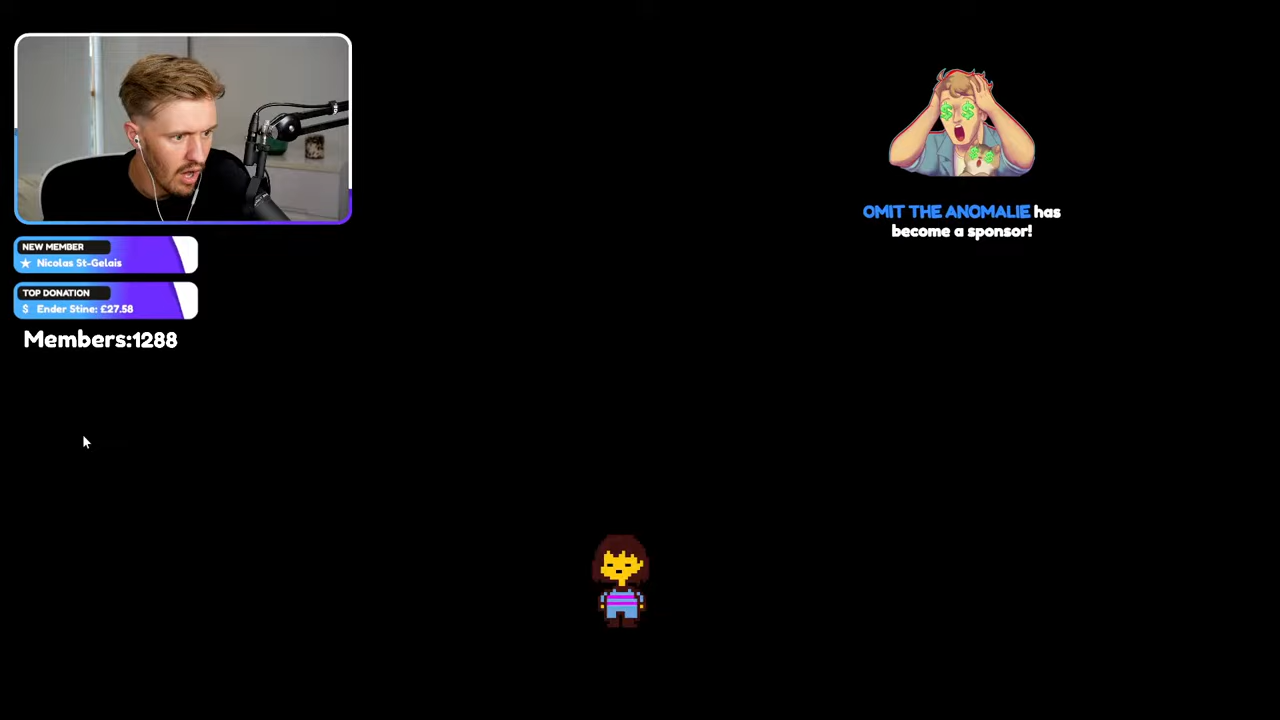 NEW MEMBER
Nicolas St-Gelais
TOP DONATION
$ Ender Stine: £27.58
Members:1288
OMIT THE ANOMALIE has
become a sponsor!